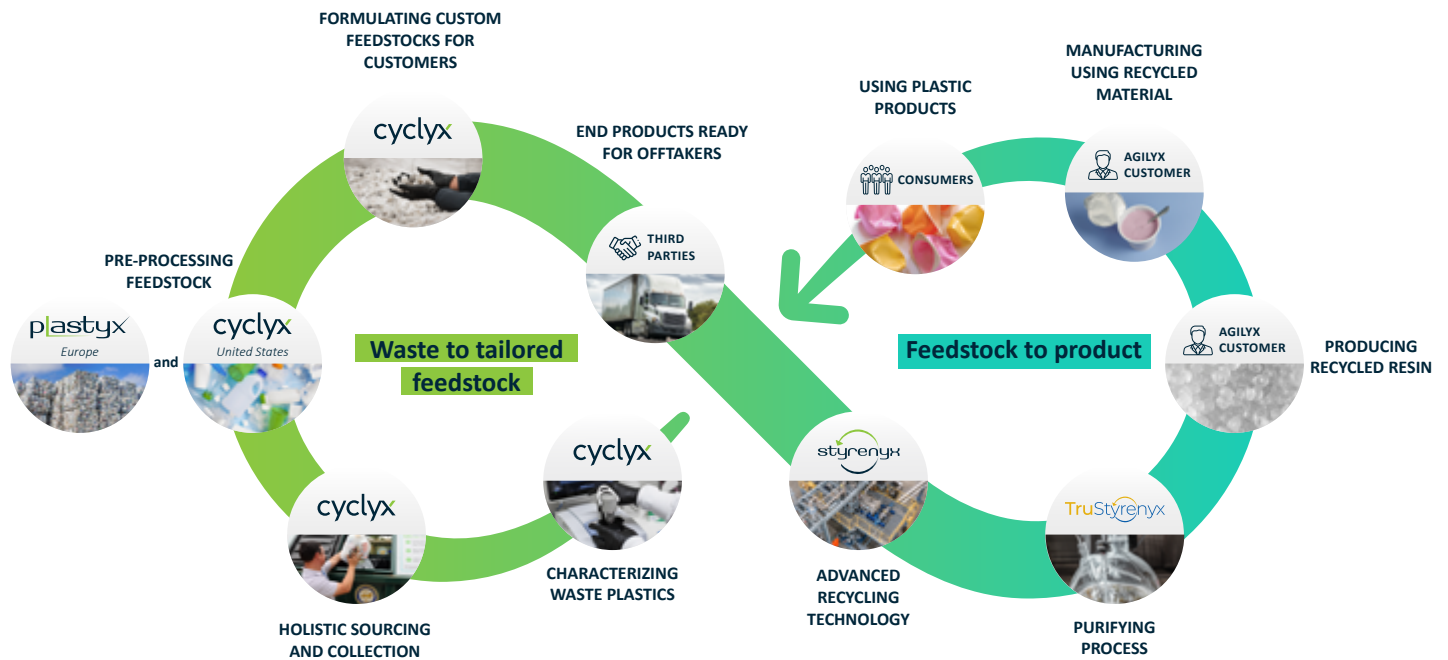 FORMULATING CUSTOM
FEEDSTOCKS FOR
CUSTOMERS
cyclyx
END PRODUCTS READY
FOR OFFTAKERS
THIRD
PARTIES
PRE-PROCESSING
FEEDSTOCK
plastyx
Europe
and
cyclyx
United States
Waste to tailored
feedstock
cyclyx
HOLISTIC SOURCING
AND COLLECTION
cyclyx
CHARACTERIZING
WASTE PLASTICS
USING PLASTIC
PRODUCTS
CONSUMERS
MANUFACTURING
USING RECYCLED
MATERIAL
AGILYX
CUSTOMER
Feedstock to product
AGILYX
CUSTOMER
PRODUCING
RECYCLED RESIN
styrenyx
ADVANCED
RECYCLING
TECHNOLOGY
TruStyrenyx
PURIFYING
PROCESS